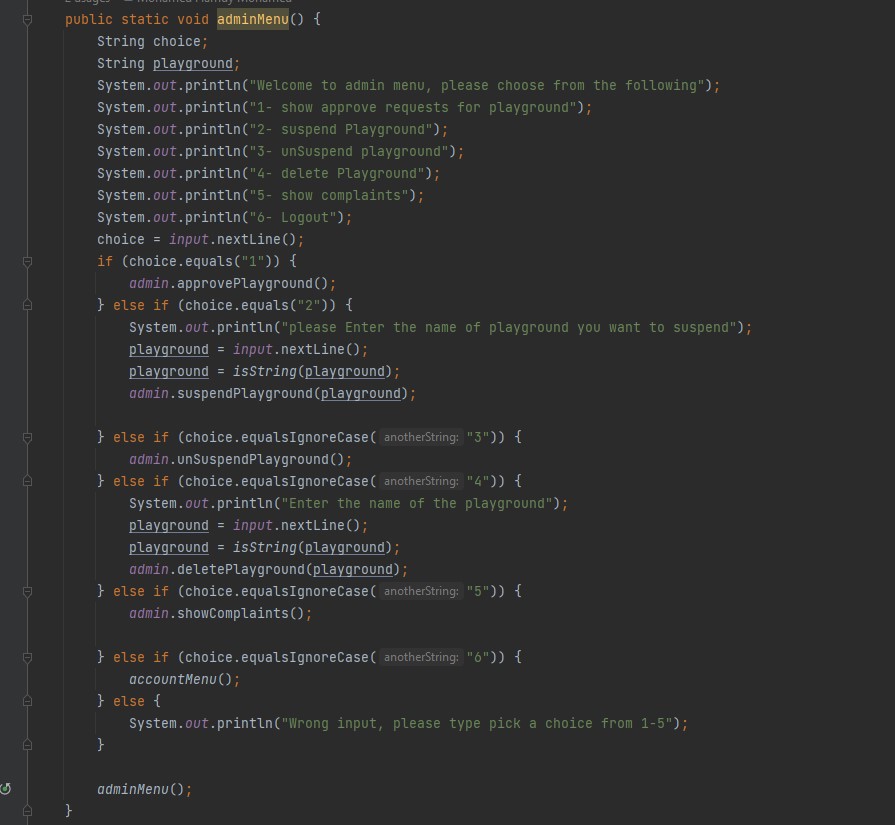 public static void adminMenu() {
String choice;
String playground;
System.out.println("Welcome to admin menu, please choose from the following");
System.out.println("1- show approve requests for playground");
System.out.println("2- suspend Playground");
System.out.println("3- unSuspend playground");
System.out.println("4- delete Playground");
System.out.println("5- show complaints");
System.out.println("6- Logout");
choice = input.nextLine();
if (choice.equals("1")) {
admin.approvePlayground();
} else if (choice.equals("2")) {
System.out.println("please Enter the name of playground you want to suspend");
playground = input.nextLine();
playground = isString(playground);
admin.suspendPlayground(playground);
} else if (choice.equalsIgnoreCase( anotherString: "3")) {
admin.unSuspendPlayground();
} else if (choice.equalsIgnoreCase( anotherString: "4")) {
System.out.println("Enter the name of the playground");
playground = input.nextLine();
playground = isString(playground);
admin.deletePlayground(playground);
} else if (choice.equalsIgnoreCase( anotherString: "5")) {
admin.showComplaints();
} else if (choice.equalsIgnoreCase( anotherString: "6")) {
accountMenu();
} else {
System.out.println("Wrong input, please type pick a choice from 1-5");
}
adminMenu();
}